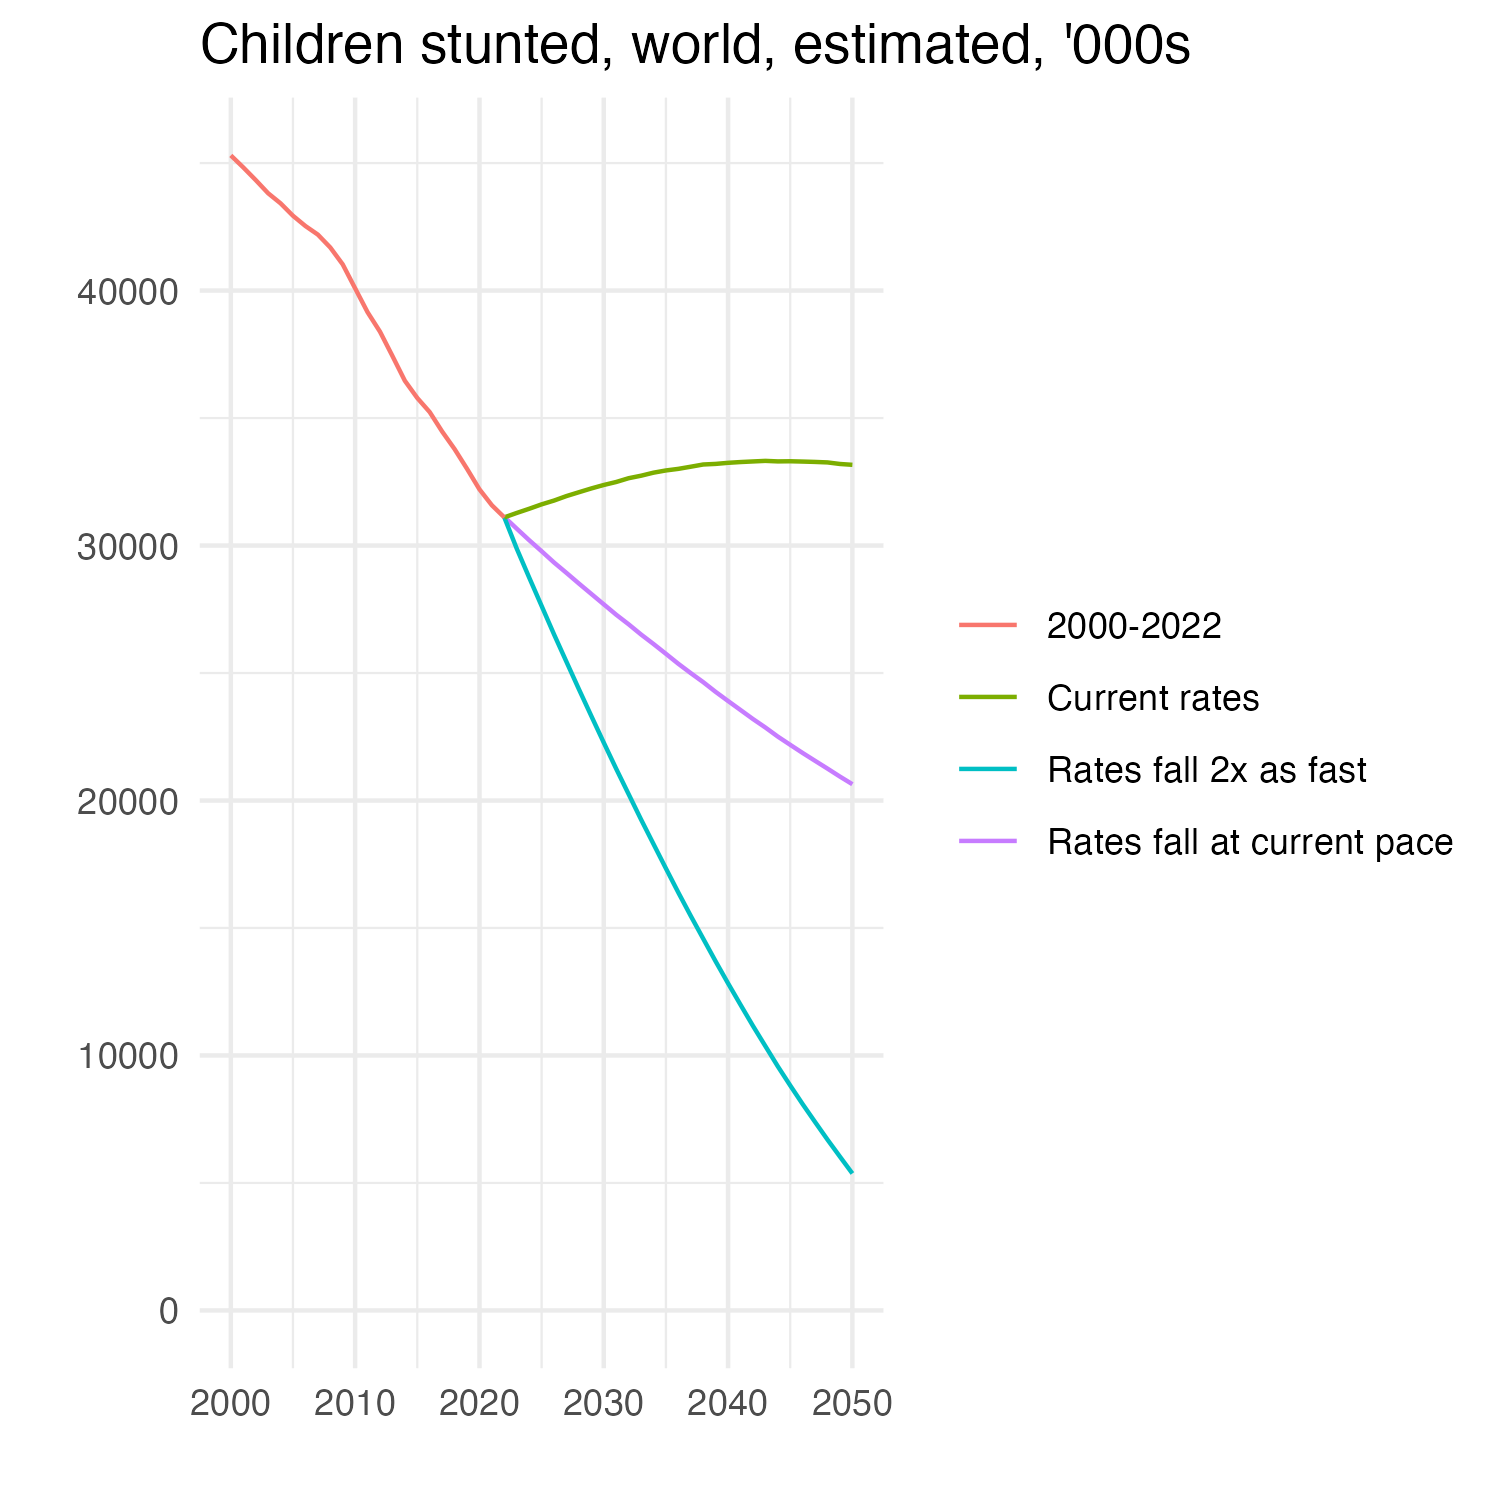 Children stunted, world, estimated, '000s
40000
30000
20000
10000
0
2000 2010 2020 2030 2040 2050
2000-2022
Current rates
Rates fall 2x as fast
Rates fall at current pace